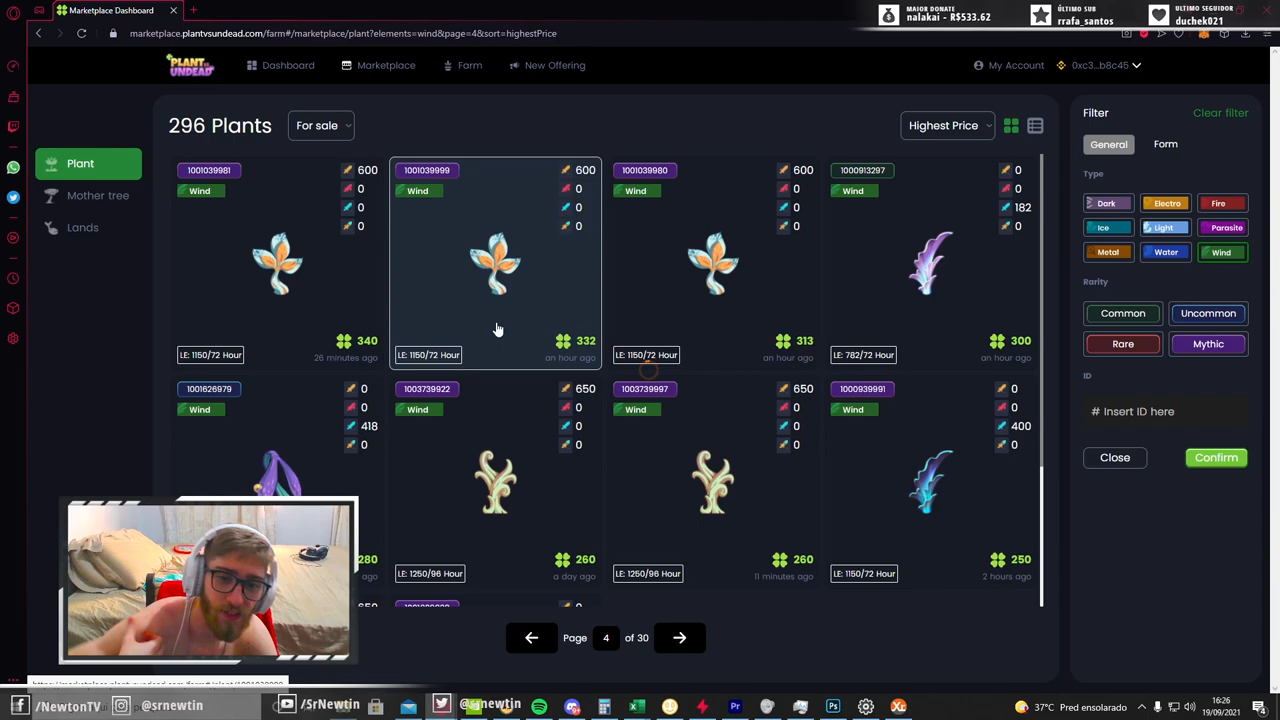 Marketplace Dashboard
MAIOR DONATE
nalakai - R$533.62
ÚLTIMO SUB
rrafa_santos
ULTIMO SEGUIDOR
duchek021
marketplace.plantvsundead.com/farm#/marketplace/plant?elements=wind&page=4&sort=highestPrice
PLANT vs UNDEAD
Dashboard
Marketplace
Farm
New Offering
My Account
0xc3...b8c45
Plant
Mother tree
Lands
296 Plants
For sale
Highest Price
1001039981
Wind
600
0
0
0
340
LE: 1150/72 Hour
26 minutes ago
1001039999
Wind
600
0
0
0
332
LE: 1150/72 Hour
an hour ago
1001039980
Wind
600
0
0
0
313
LE: 1150/72 Hour
an hour ago
1000913297
Wind
0
0
182
0
300
LE: 782/72 Hour
an hour ago
1001626979
Wind
0
0
418
0
280
ago
1003739922
Wind
650
0
0
0
260
LE: 1250/96 Hour
a day ago
1003739997
Wind
650
0
0
0
260
LE: 1250/96 Hour
11 minutes ago
1000939991
Wind
0
0
400
0
250
LE: 1150/72 Hour
2 hours ago
Page 4 of 30
Filter
Clear filter
General
Form
Type
Dark
Electro
Fire
Ice
Light
Parasite
Metal
Water
Wind
Rarity
Common
Uncommon
Rare
Mythic
ID
# Insert ID here
Close
Confirm
/NewtonTV
@srnewtin
/SrNewtin
@srnewtin
37°C Pred ensolarado
16:26
19/09/2021